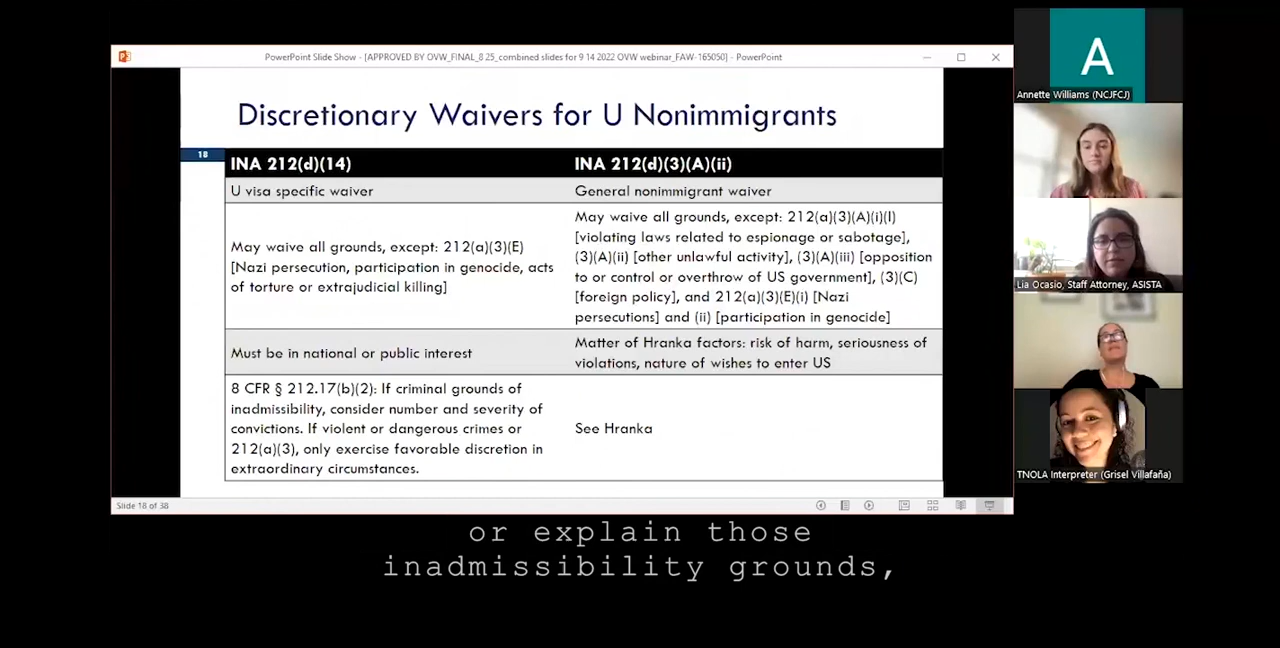 PowerPoint Slide Show - [APPROVED BY OVW_FINAL_8 25_combined slides for 9 14 2022 OVW webinar_FAW-165050] - PowerPoint
Discretionary Waivers for U Nonimmigrants
18
INA 212(d)(14)
INA 212(d)(3)(A)(ii)
U visa specific waiver
General nonimmigrant waiver
May waive all grounds, except: 212(a)(3)(E)
[Nazi persecution, participation in genocide, acts
of torture or extrajudicial killing]
May waive all grounds, except: 212(a)(3)(A)(i)(I)
[violating laws related to espionage or sabotage],
(3)(A)(ii) [other unlawful activity], (3)(A)(iii) [opposition
to or control or overthrow of US government], (3)(C)
[foreign policy], and 212(a)(3)(E)(i) [Nazi
persecutions] and (ii) [participation in genocide]
Must be in national or public interest
Matter of Hranka factors: risk of harm, seriousness of
violations, nature of wishes to enter US
8 CFR § 212.17(b)(2): If criminal grounds of
inadmissibility, consider number and severity of
convictions. If violent or dangerous crimes or
212(a)(3), only exercise favorable discretion in
extraordinary circumstances.
See Hranka
Slide 18 of 38
A
Annette Williams (NCJFCJ)
Lia Ocasio, Staff Attorney, ASISTA
TNOLA Interpreter (Grisel Villafaña)
or explain those
inadmissibility grounds,